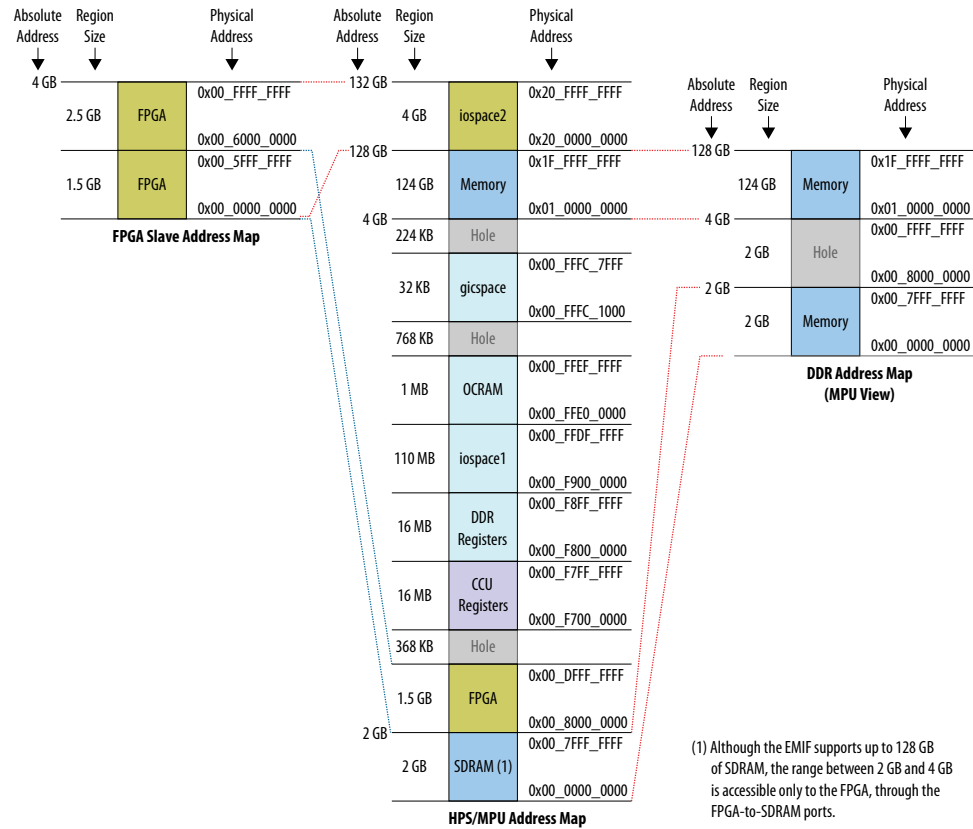 Absolute Address
Region Size
Physical Address
4 GB
2.5 GB
FPGA
0x00_FFFF_FFFF
0x00_6000_0000
1.5 GB
FPGA
0x00_5FFF_FFFF
0x00_0000_0000
FPGA Slave Address Map
Absolute Address
Region Size
Physical Address
132 GB
4 GB
iospace2
0x20_FFFF_FFFF
0x20_0000_0000
128 GB
124 GB
Memory
0x1F_FFFF_FFFF
0x01_0000_0000
4 GB
224 KB
Hole
32 KB
gicspace
0x00_FFFC_7FFF
0x00_FFFC_1000
768 KB
Hole
1 MB
OCRAM
0x00_FFEF_FFFF
0x00_FFE0_0000
110 MB
iospace1
0x00_FFDF_FFFF
0x00_F900_0000
16 MB
DDR
Registers
0x00_F8FF_FFFF
0x00_F800_0000
16 MB
CCU
Registers
0x00_F7FF_FFFF
0x00_F700_0000
368 KB
Hole
1.5 GB
FPGA
0x00_DFFF_FFFF
0x00_8000_0000
2 GB
2 GB
SDRAM (1)
0x00_7FFF_FFFF
0x00_0000_0000
HPS/MPU Address Map
Absolute Address
Region Size
Physical Address
128 GB
124 GB
Memory
0x1F_FFFF_FFFF
0x01_0000_0000
4 GB
2 GB
Hole
0x00_FFFF_FFFF
0x00_8000_0000
2 GB
2 GB
Memory
0x00_7FFF_FFFF
0x00_0000_0000
DDR Address Map
(MPU View)
(1) Although the EMIF supports up to 128 GB
of SDRAM, the range between 2 GB and 4 GB
is accessible only to the FPGA, through the
FPGA-to-SDRAM ports.